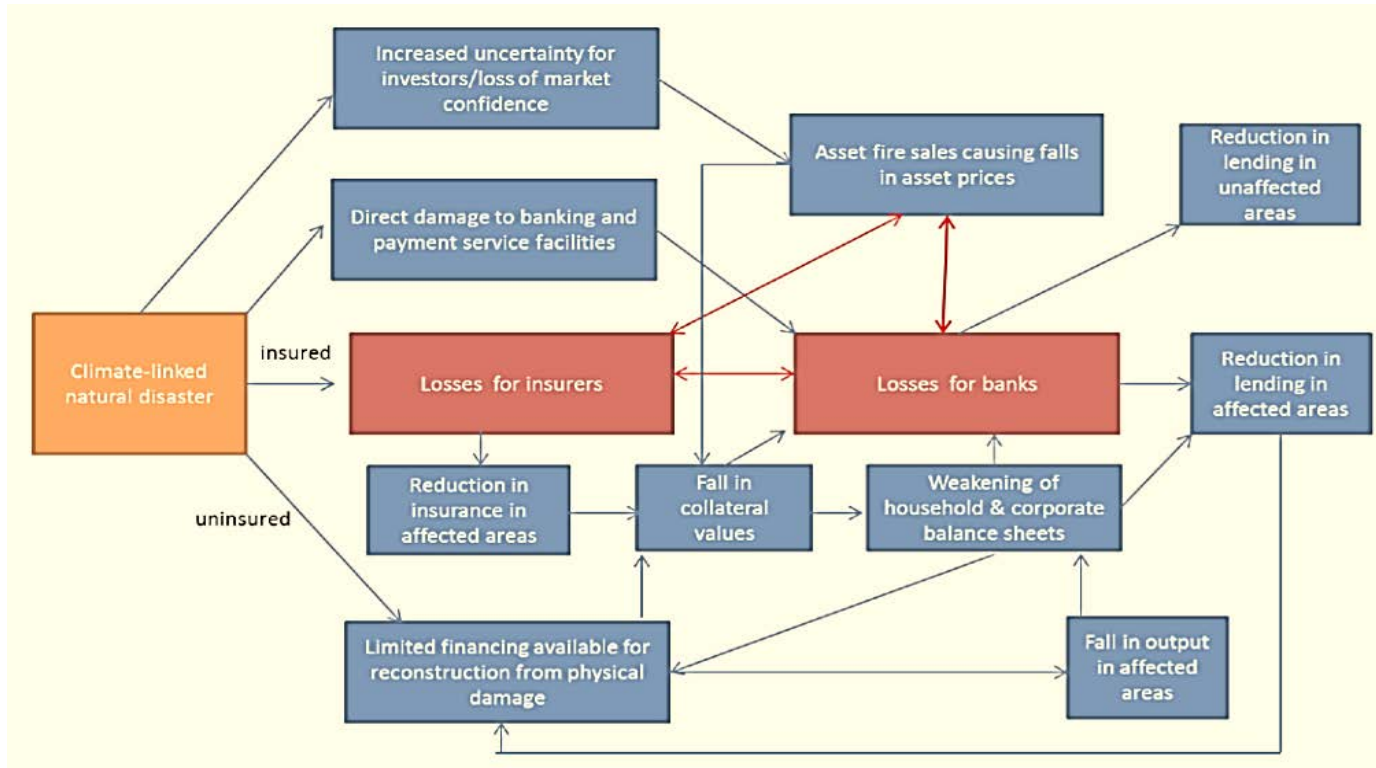 Increased uncertainty for
investors/loss of market
confidence
Asset fire sales causing falls
in asset prices
Reduction in
lending in
unaffected
areas
Direct damage to banking and
payment service facilities
Climate-linked
natural disaster
insured
Losses for insurers
Losses for banks
Reduction in
lending in
affected areas
uninsured
Reduction in
insurance in
affected areas
Fall in
collateral
values
Weakening of
household & corporate
balance sheets
Limited financing available for
reconstruction from physical
damage
Fall in output
in affected
areas